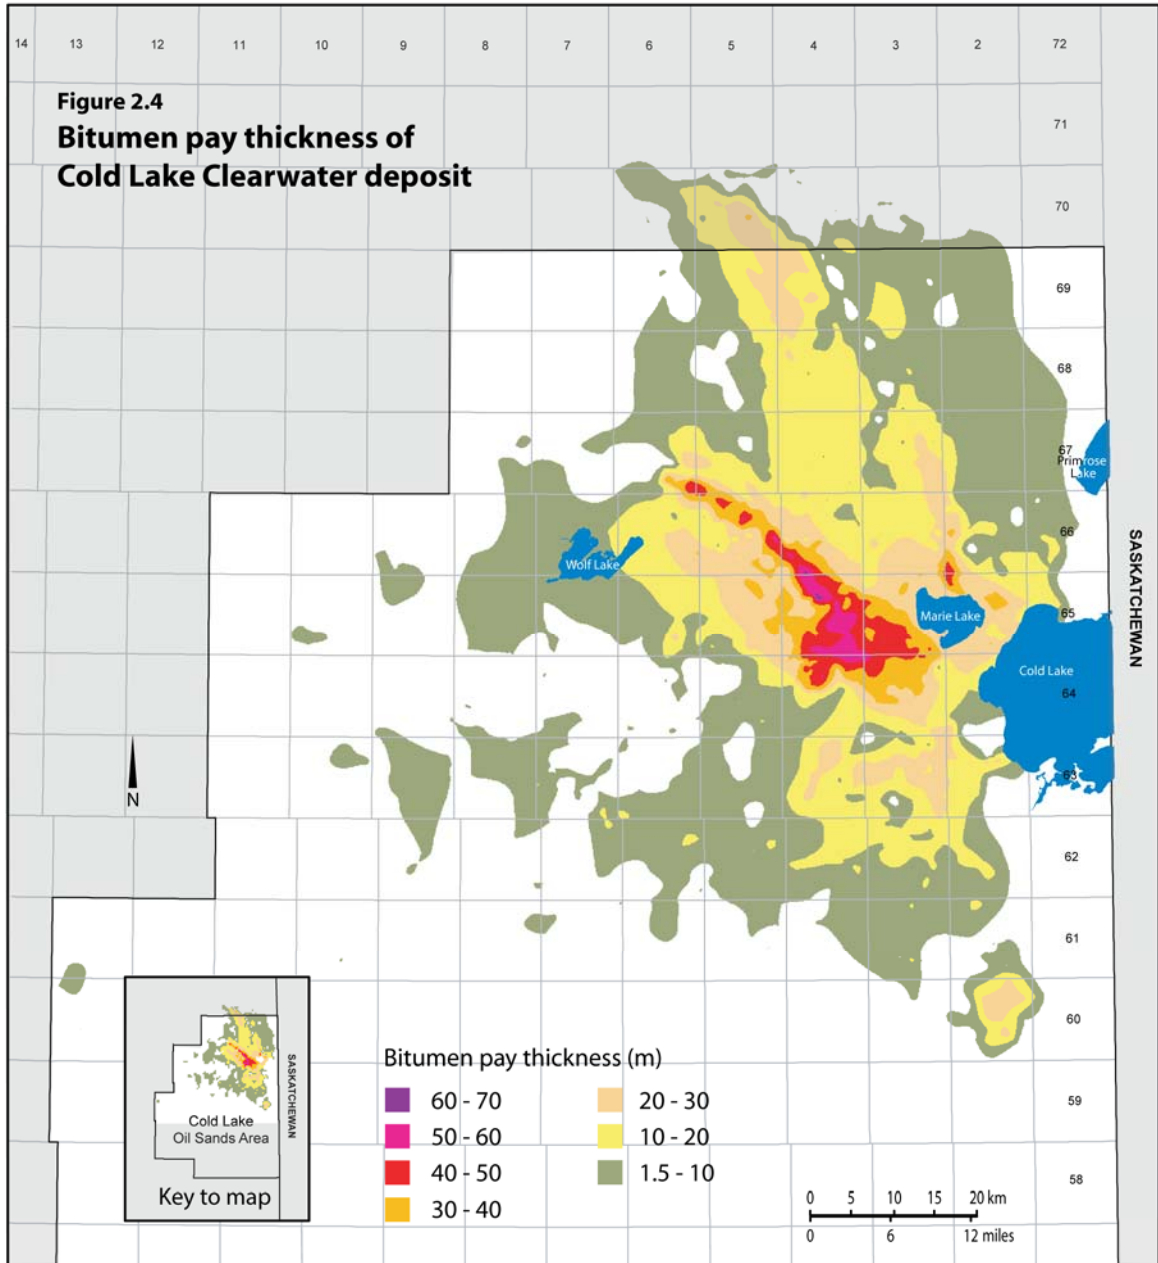 14 13 12 11 10 9 8 7 6 5 4 3 2 72
Figure 2.4
Bitumen pay thickness of
Cold Lake Clearwater deposit
71
70
69
68
67
Primrose
Lake
66
Wolf Lake
SASKATCHEWAN
65
Marie Lake
Cold Lake
64
63
N
62
61
60
59
58
SASKATCHEWAN
Cold Lake
Oil Sands Area
Key to map
Bitumen pay thickness (m)
60 - 70
50 - 60
40 - 50
30 - 40
20 - 30
10 - 20
1.5 - 10
0 5 10 15 20 km
0 6 12 miles